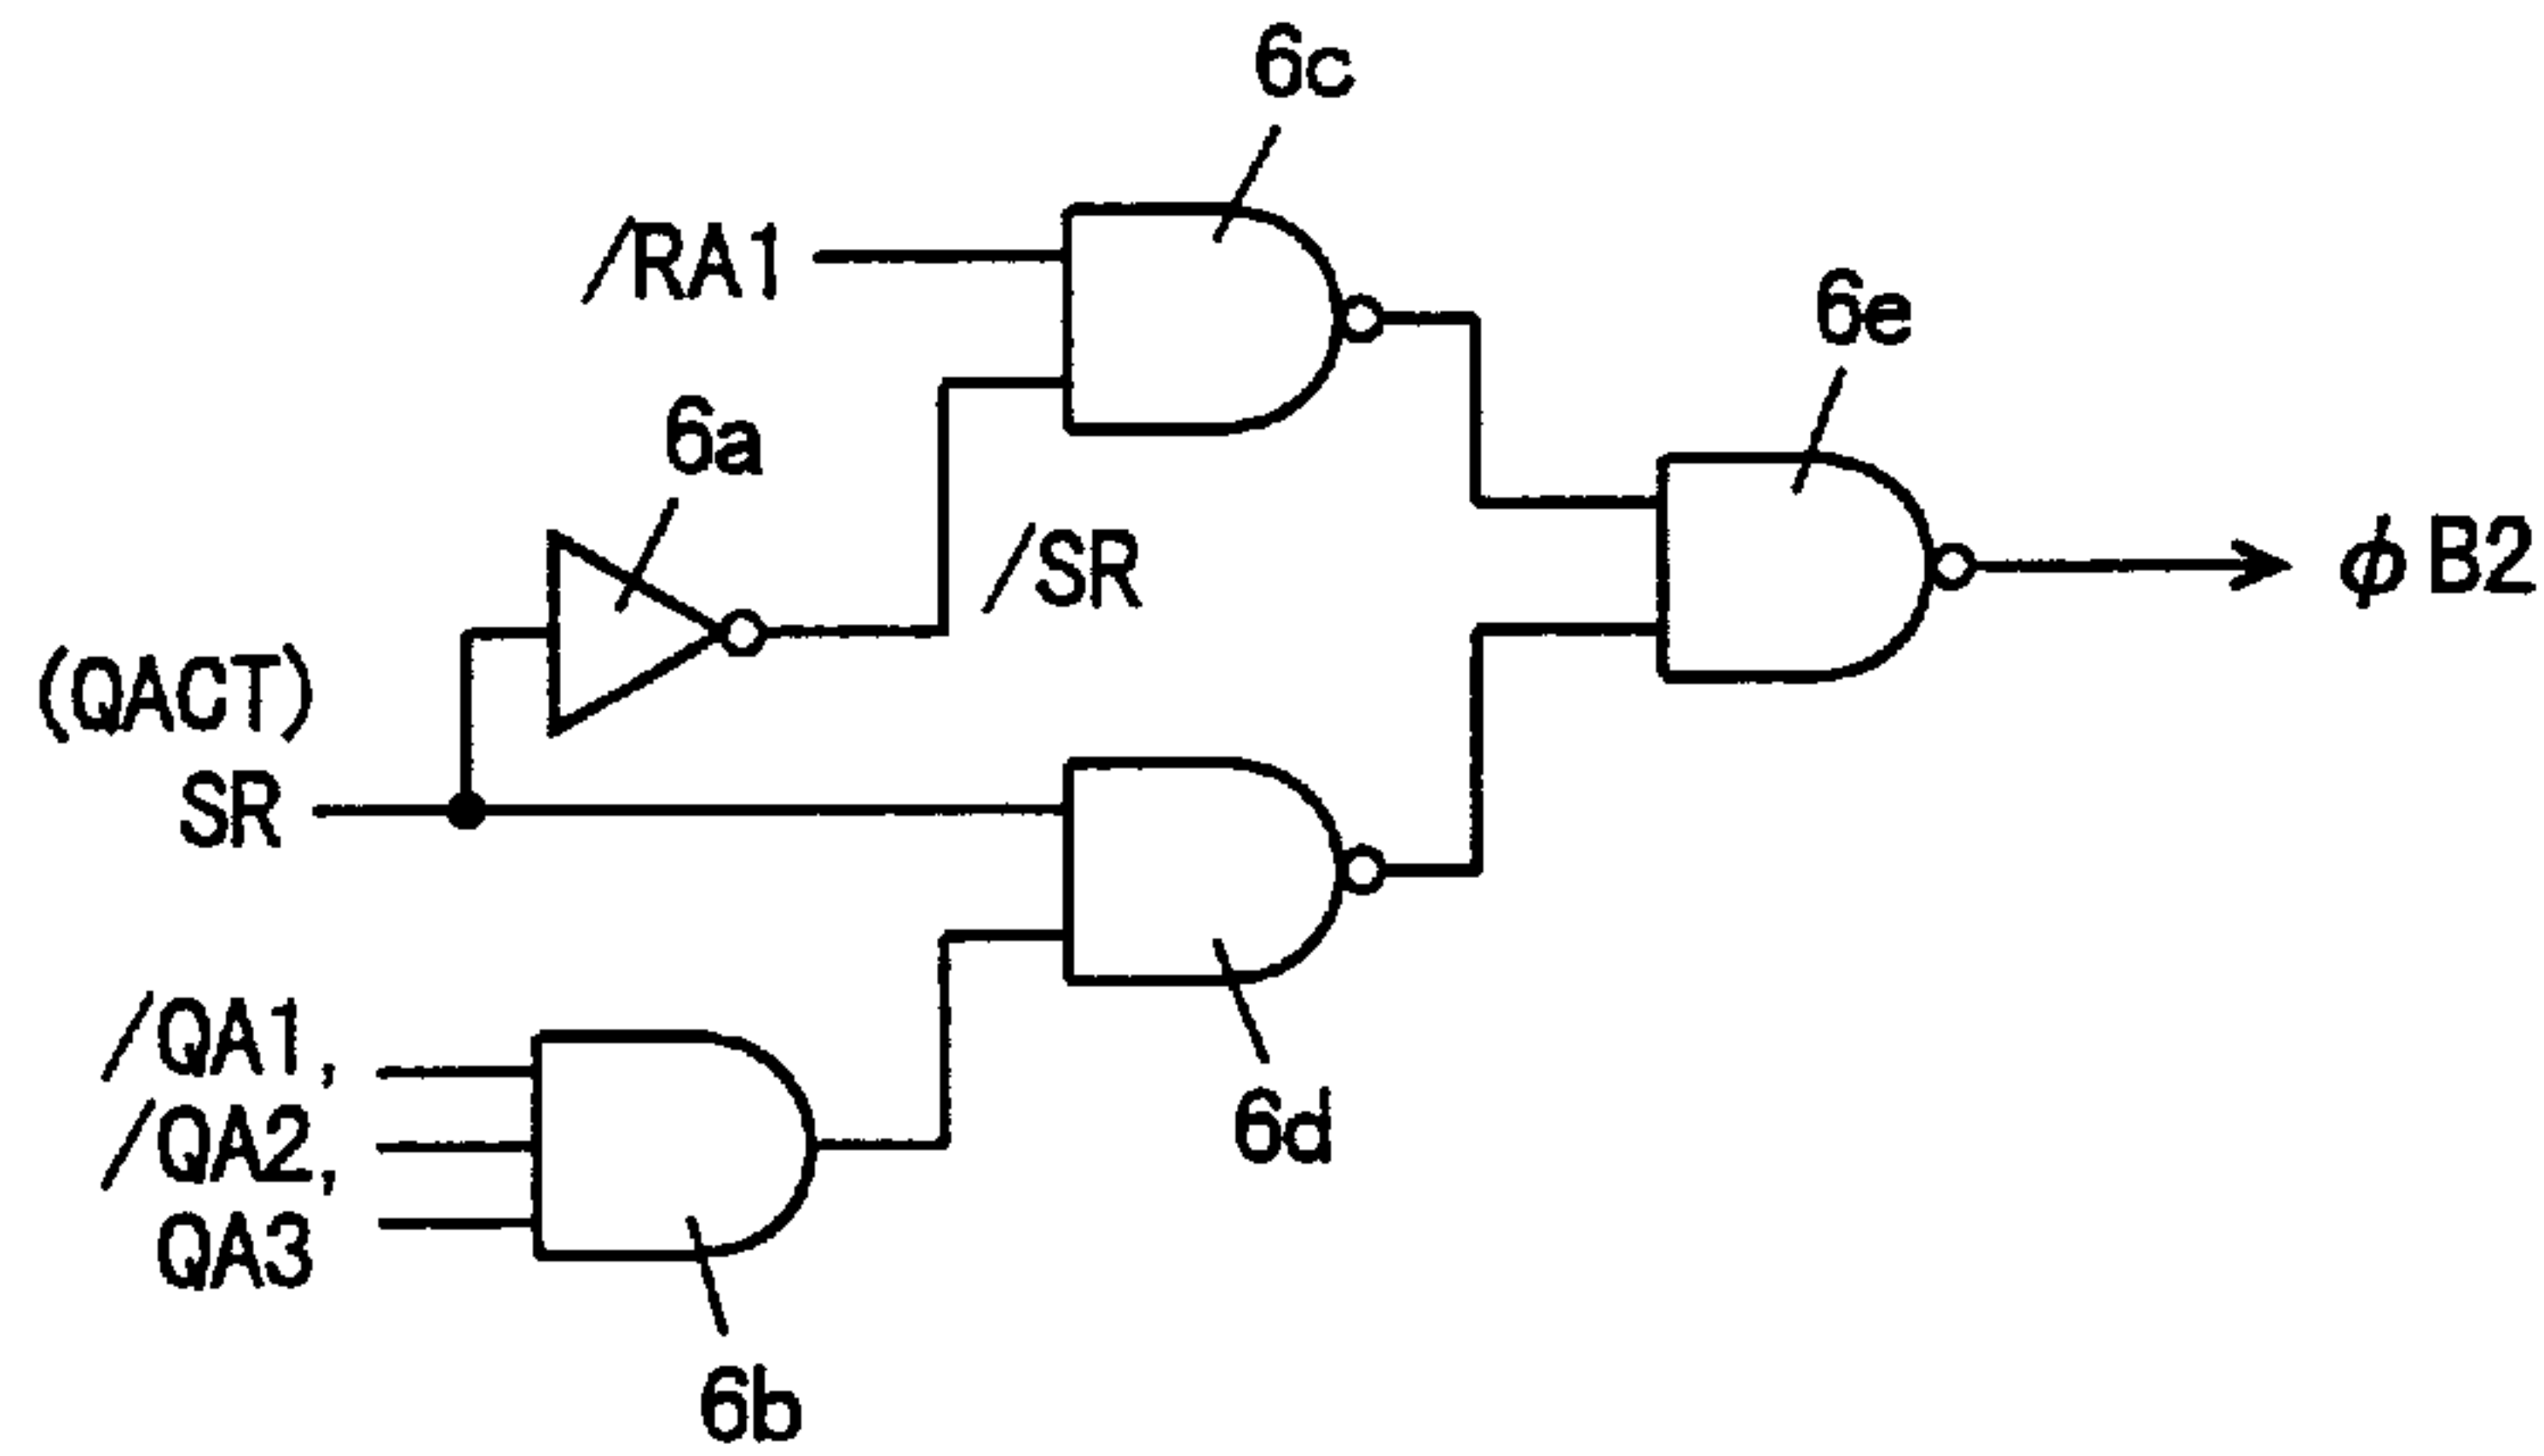 6c
/RA1
6e
6a
/SR
φB2
(QACT)
SR
/QA1,
/QA2,
QA3
6d
6b